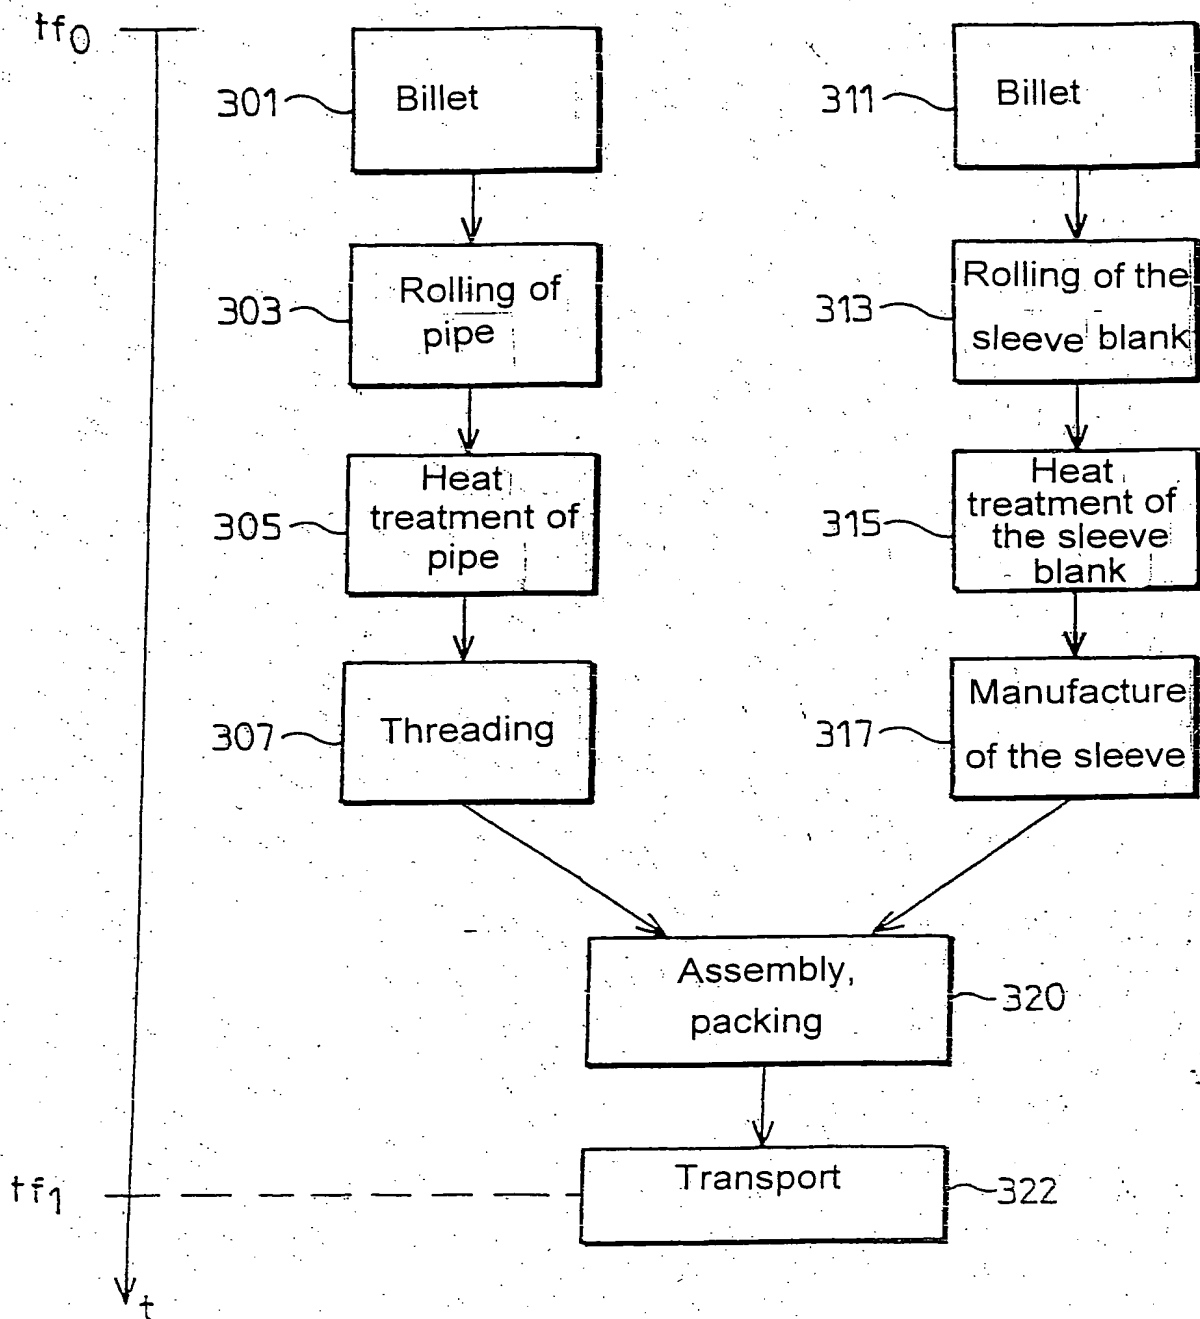 tf0
301
Billet
311
Billet
303
Rolling of
pipe
313
Rolling of the
sleeve blank
305
Heat
treatment of
pipe
315
Heat
treatment of
the sleeve
blank
307
Threading
317
Manufacture
of the sleeve
Assembly,
packing
320
tf1
Transport
322
t